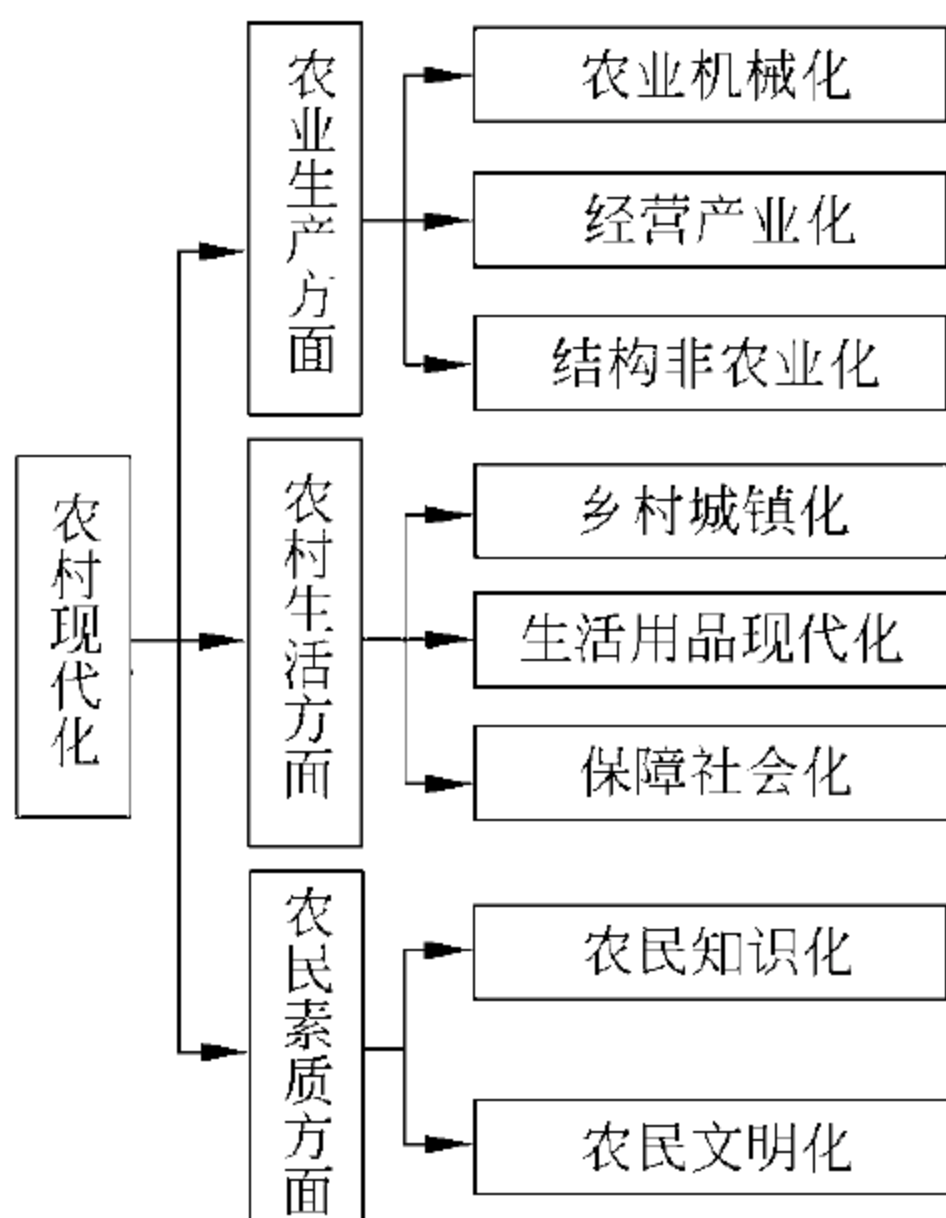 农村现代化
农业生产方面
农业机械化
经营产业化
结构非农业化
农村生活方面
乡村城镇化
生活用品现代化
保障社会化
农民素质方面
农民知识化
农民文明化